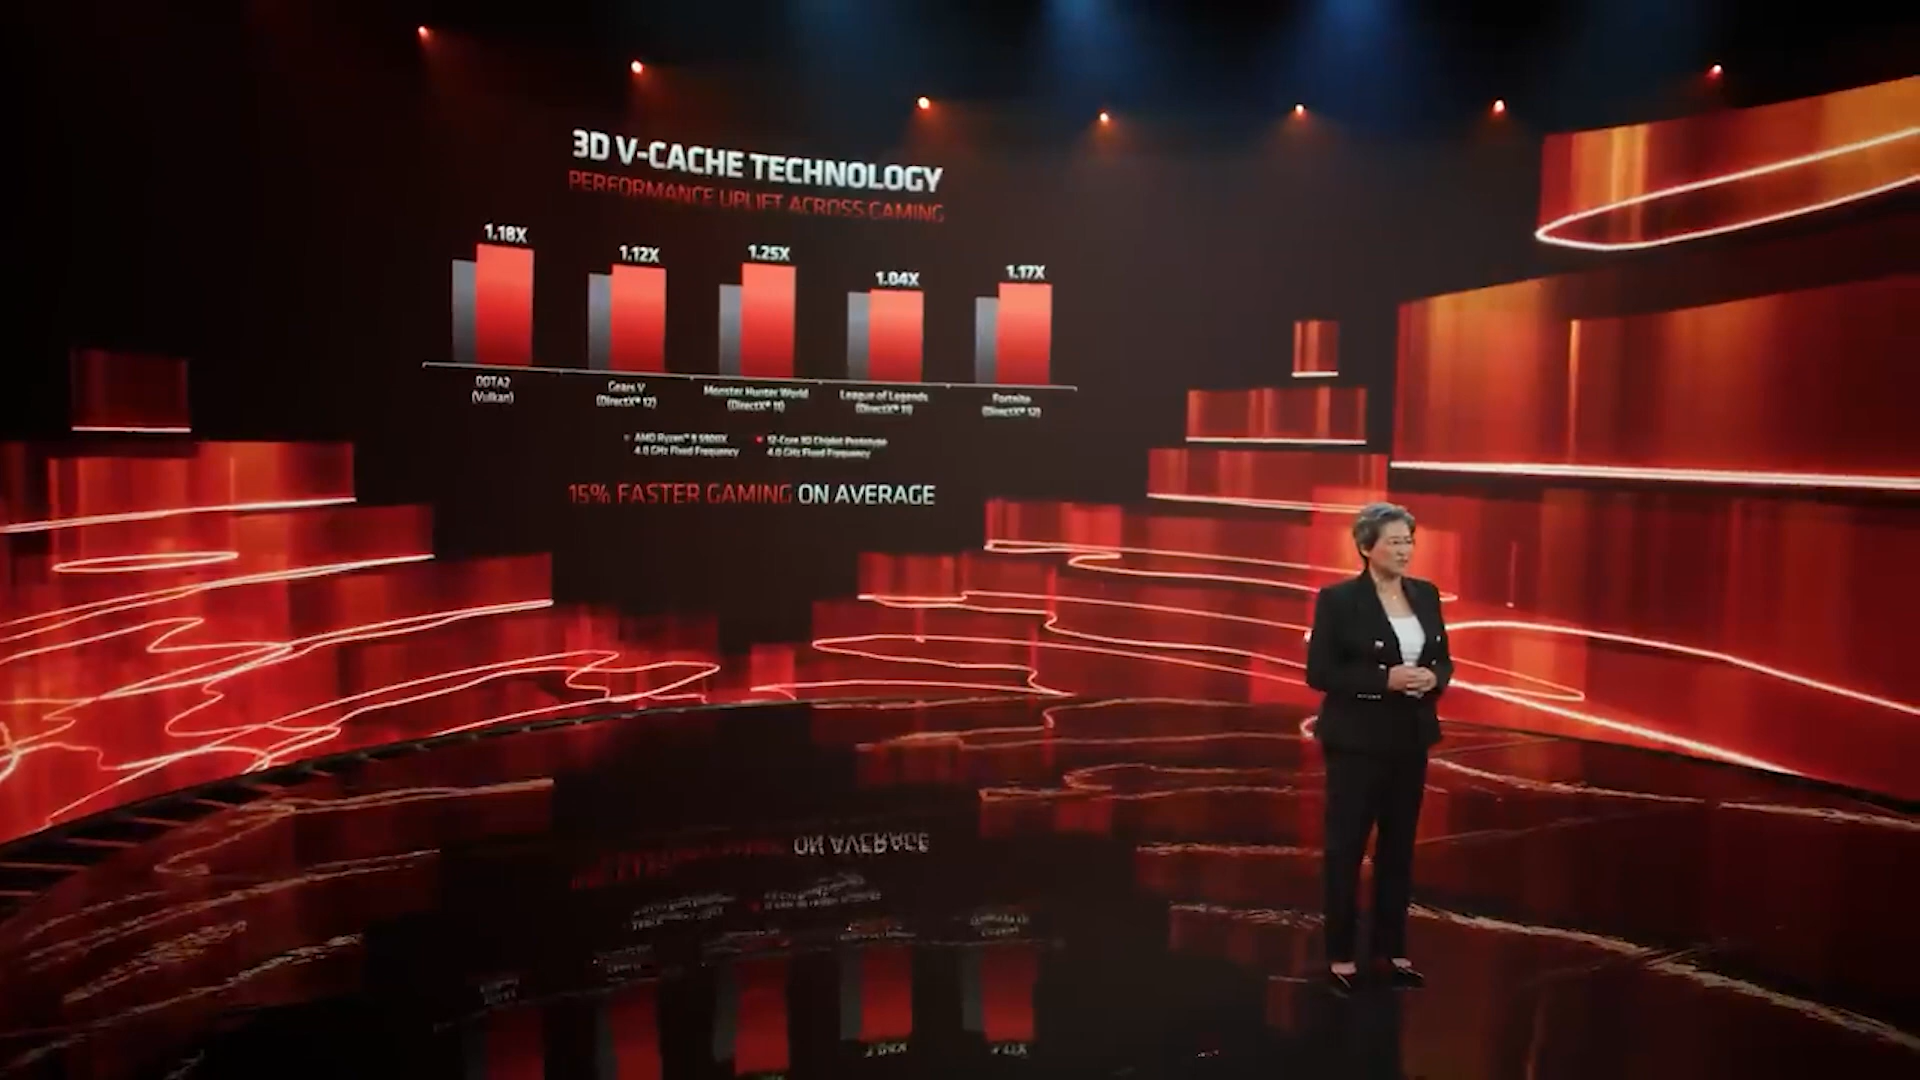 3D V-CACHE TECHNOLOGY
PERFORMANCE UPLIFT ACROSS GAMING
1.18X
1.12X
1.25X
1.04X
1.17X
DOTA2
(Vulkan)
Gears V
(DirectX® 12)
Monster Hunter World
(DirectX® 11)
League of Legends
(DirectX® 11)
Fortnite
(DirectX® 12)
AMD Ryzen™ 9 5900X
4.0 GHz Fixed Frequency
12-Core 3D Chiplet Prototype
4.0 GHz Fixed Frequency
15% FASTER GAMING ON AVERAGE
ON AVERAGE